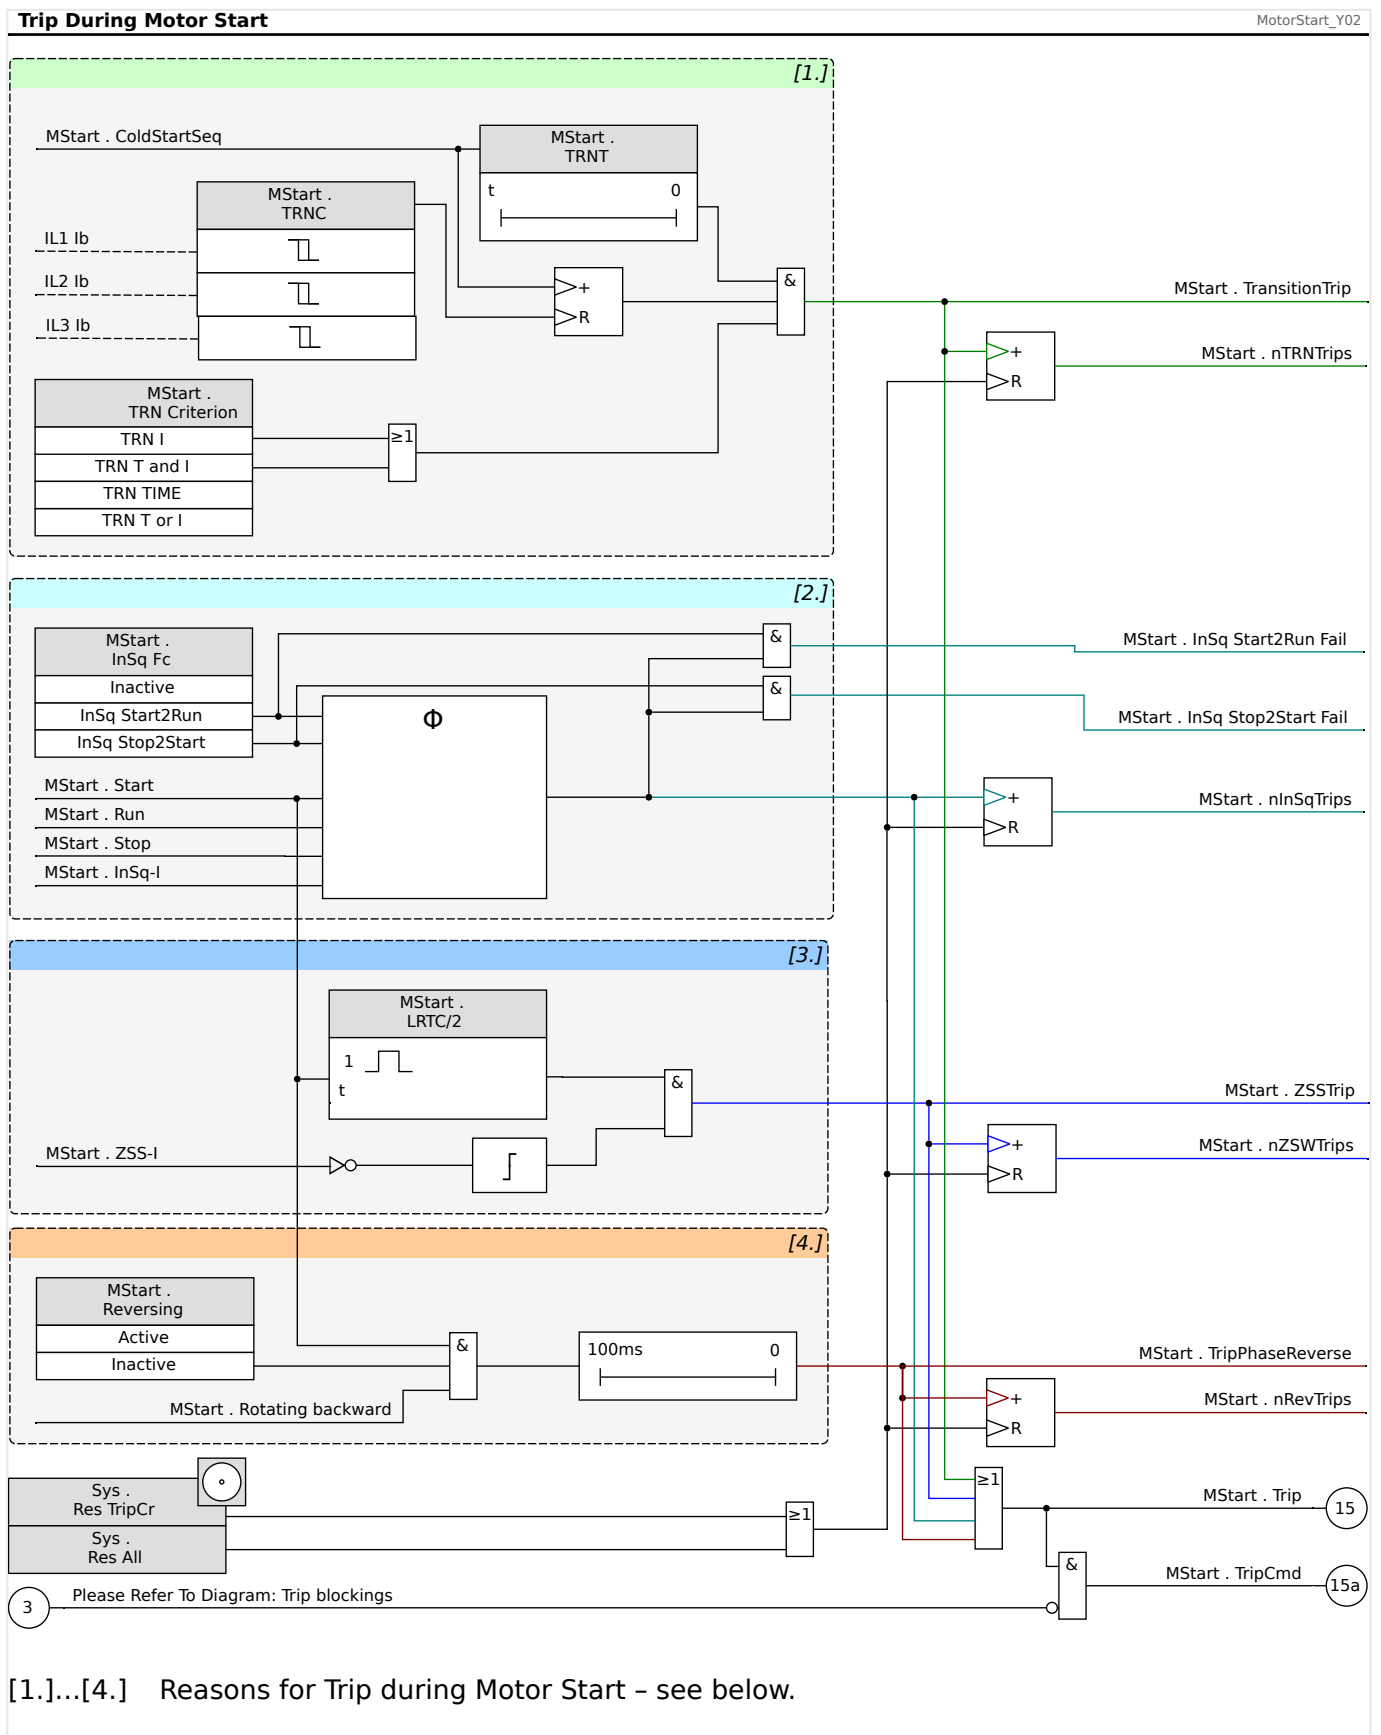 Trip During Motor Start
MotorStart_Y02
[1.]
MStart . ColdStartSeq
MStart .
TRNT
t 0
MStart .
TRNC
IL1 Ib
IL2 Ib
IL3 Ib
+
R
&
MStart . TransitionTrip
+
R
MStart . nTRNTrips
MStart .
TRN Criterion
TRN I
TRN T and I
TRN TIME
TRN T or I
≥1
[2.]
MStart .
InSq Fc
Inactive
InSq Start2Run
InSq Stop2Start
Φ
&
&
MStart . InSq Start2Run Fail
MStart . InSq Stop2Start Fail
MStart . Start
MStart . Run
MStart . Stop
MStart . InSq-I
+
R
MStart . nInSqTrips
[3.]
MStart .
LRTC/2
1
t
&
MStart . ZSSTrip
MStart . ZSS-I
+
R
MStart . nZSWTrips
[4.]
MStart .
Reversing
Active
Inactive
MStart . Rotating backward
&
100ms 0
MStart . TripPhaseReverse
+
R
MStart . nRevTrips
Sys .
Res TripCr
Sys .
Res All
≥1
≥1
MStart . Trip
15
&
MStart . TripCmd
15a
3
Please Refer To Diagram: Trip blockings
[1.]...[4.] Reasons for Trip during Motor Start – see below.